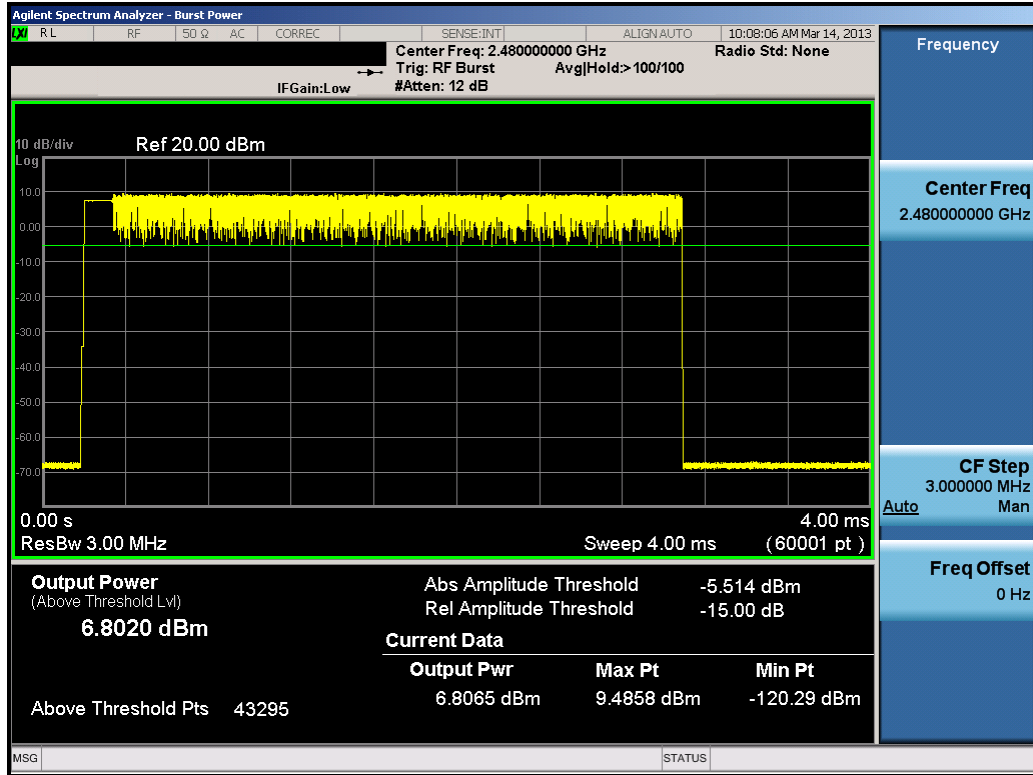 Agilent Spectrum Analyzer - Burst Power
LXI RL RF 50 Ω AC CORREC SENSE:INT ALIGN AUTO 10:08:06 AM Mar 14, 2013
Center Freq: 2.480000000 GHz Radio Std: None
Trig: RF Burst Avg|Hold:>100/100
IFGain:Low #Atten: 12 dB
Frequency
10 dB/div Ref 20.00 dBm
Log
10.0
0.00
-10.0
-20.0
-30.0
-40.0
-50.0
-60.0
-70.0
0.00 s 4.00 ms
ResBw 3.00 MHz Sweep 4.00 ms (60001 pt)
Center Freq
2.480000000 GHz
CF Step
3.000000 MHz
Auto Man
Freq Offset
0 Hz
Output Power
(Above Threshold Lvl)
6.8020 dBm
Above Threshold Pts 43295
Abs Amplitude Threshold -5.514 dBm
Rel Amplitude Threshold -15.00 dB
Current Data
Output Pwr Max Pt Min Pt
6.8065 dBm 9.4858 dBm -120.29 dBm
MSG STATUS